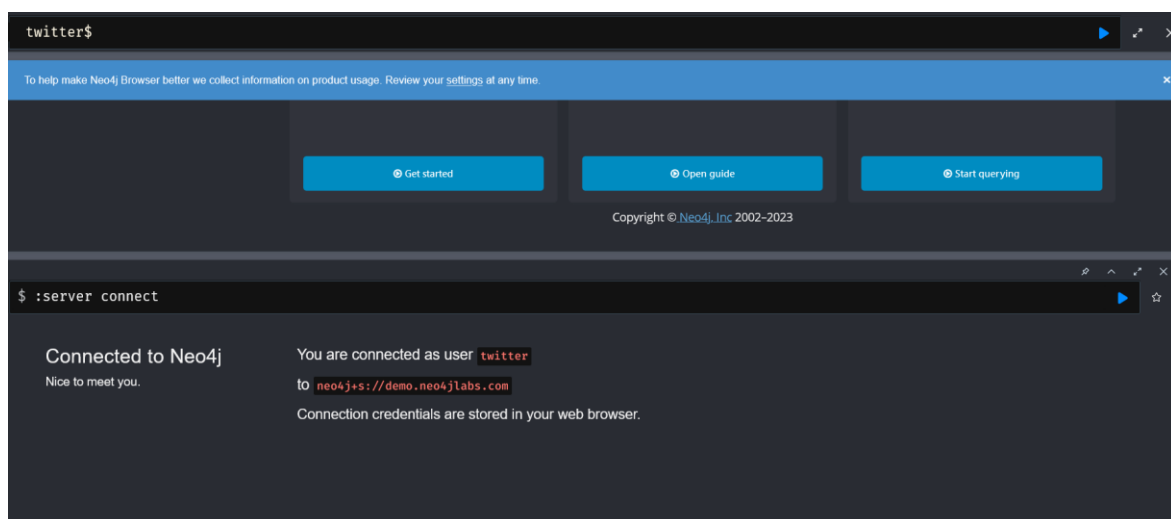 twitter$
To help make Neo4j Browser better we collect information on product usage. Review your settings at any time.
Get started
Open guide
Start querying
Copyright © Neo4j, Inc 2002–2023
$ :server connect
Connected to Neo4j
Nice to meet you.
You are connected as user twitter
to neo4j+s://demo.neo4jlabs.com
Connection credentials are stored in your web browser.